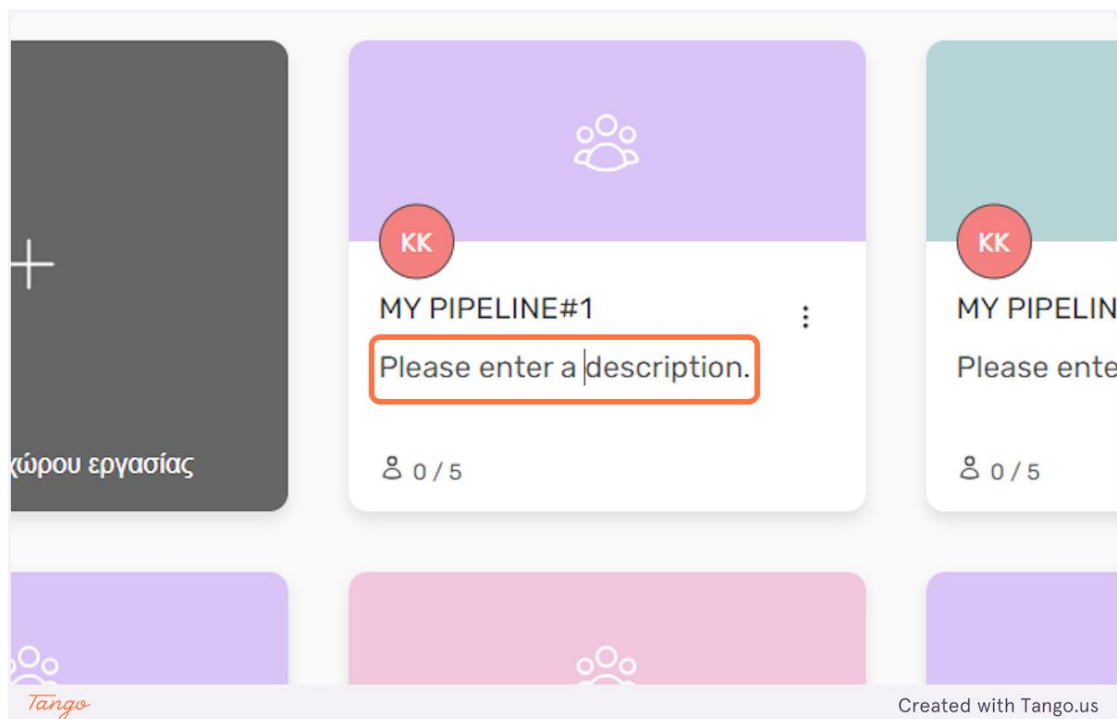 KK
MY PIPELINE#1
Please enter a description.
0/5
KK
MY PIPELIN
Please ente
0/5
χώρου εργασίας
Tango
Created with Tango.us